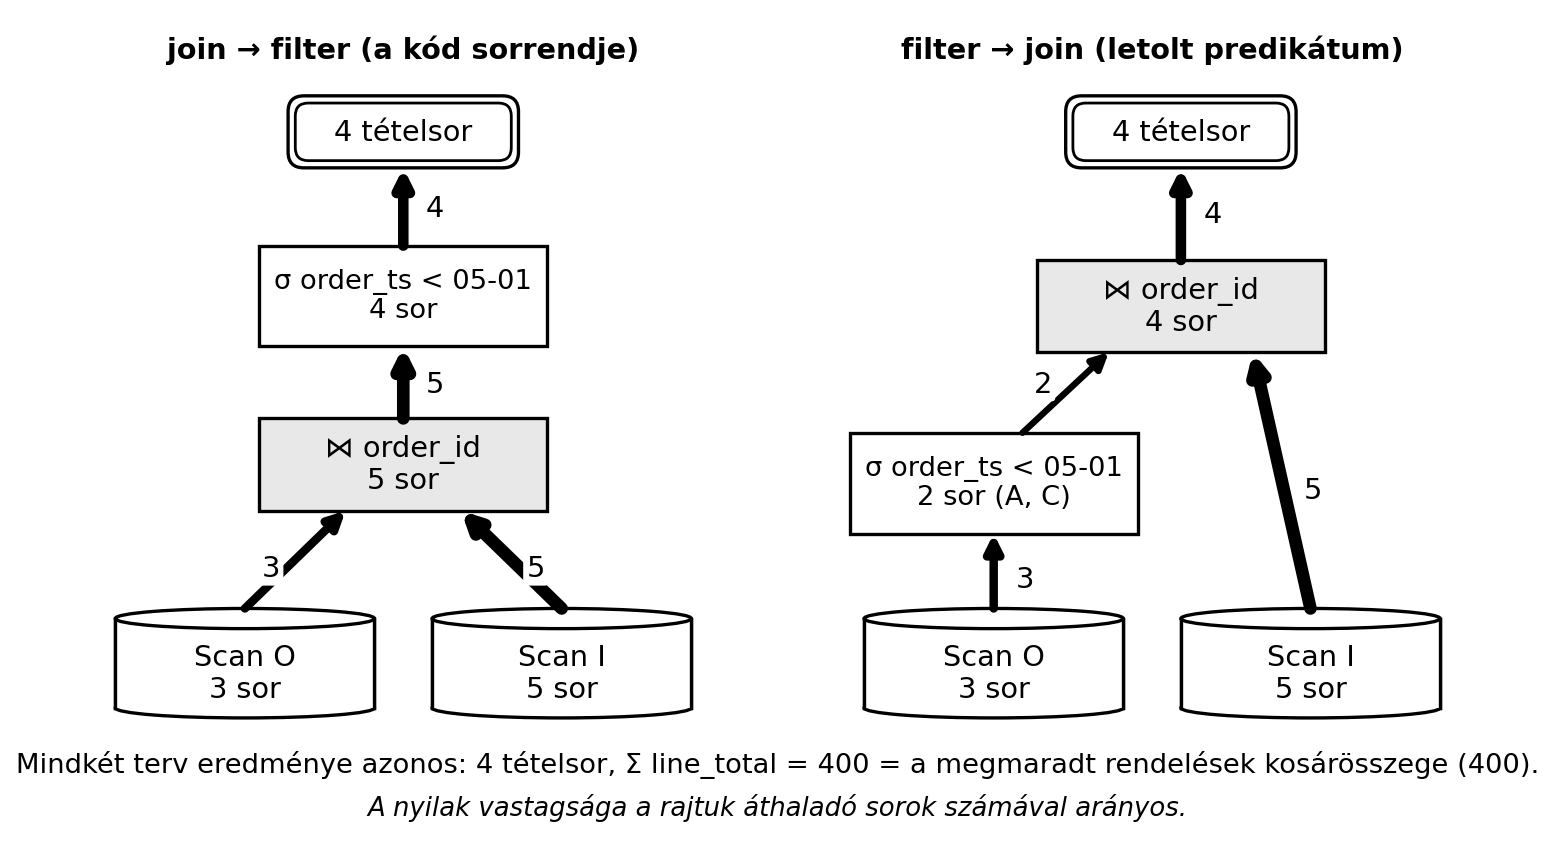 join → filter (a kód sorrendje)
4 tételsor
4
σ order_ts < 05-01
4 sor
5
⋈ order_id
5 sor
3
5
Scan O
3 sor
Scan I
5 sor
filter → join (letolt predikátum)
4 tételsor
4
⋈ order_id
4 sor
2
σ order_ts < 05-01
2 sor (A, C)
5
3
Scan O
3 sor
Scan I
5 sor
Mindkét terv eredménye azonos: 4 tételsor, Σ line_total = 400 = a megmaradt rendelések kosárösszege (400).
A nyilak vastagsága a rajtuk áthaladó sorok számával arányos.